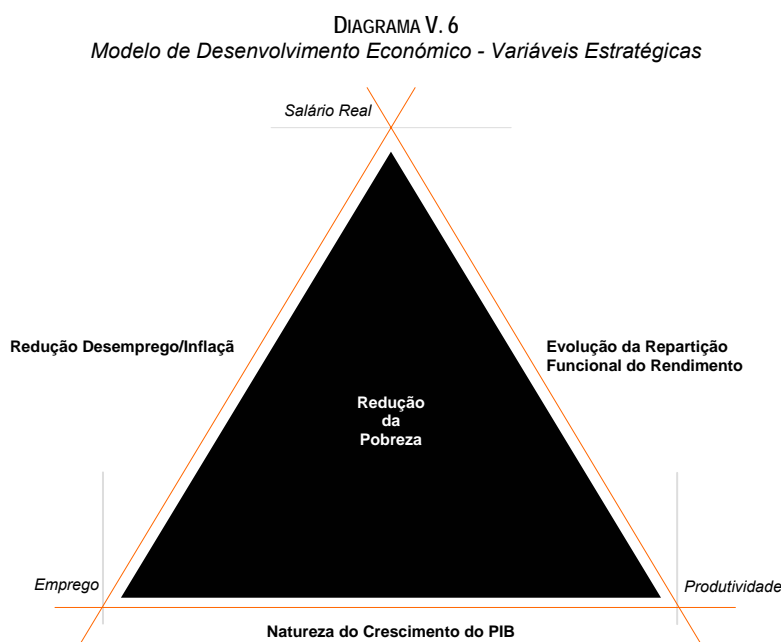 DIAGRAMA V. 6
Modelo de Desenvolvimento Económico - Variáveis Estratégicas
Salário Real
Redução Desemprego/Inflaçã
Evolução da Repartição
Funcional do Rendimento
Redução
da
Pobreza
Emprego
Produtividade
Natureza do Crescimento do PIB